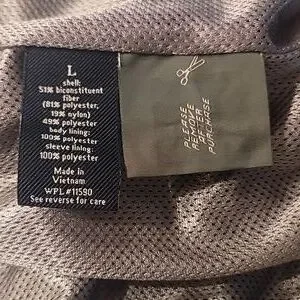 L
shell:
51% biconstituent
fiber
(81% polyester,
19% nylon)
49% polyester
body lining:
100% polyester
sleeve lining:
100% polyester
Made in
Vietnam
WPL #11590
See reverse for care
PLEASE
REMOVE
AFTER
PURCHASE